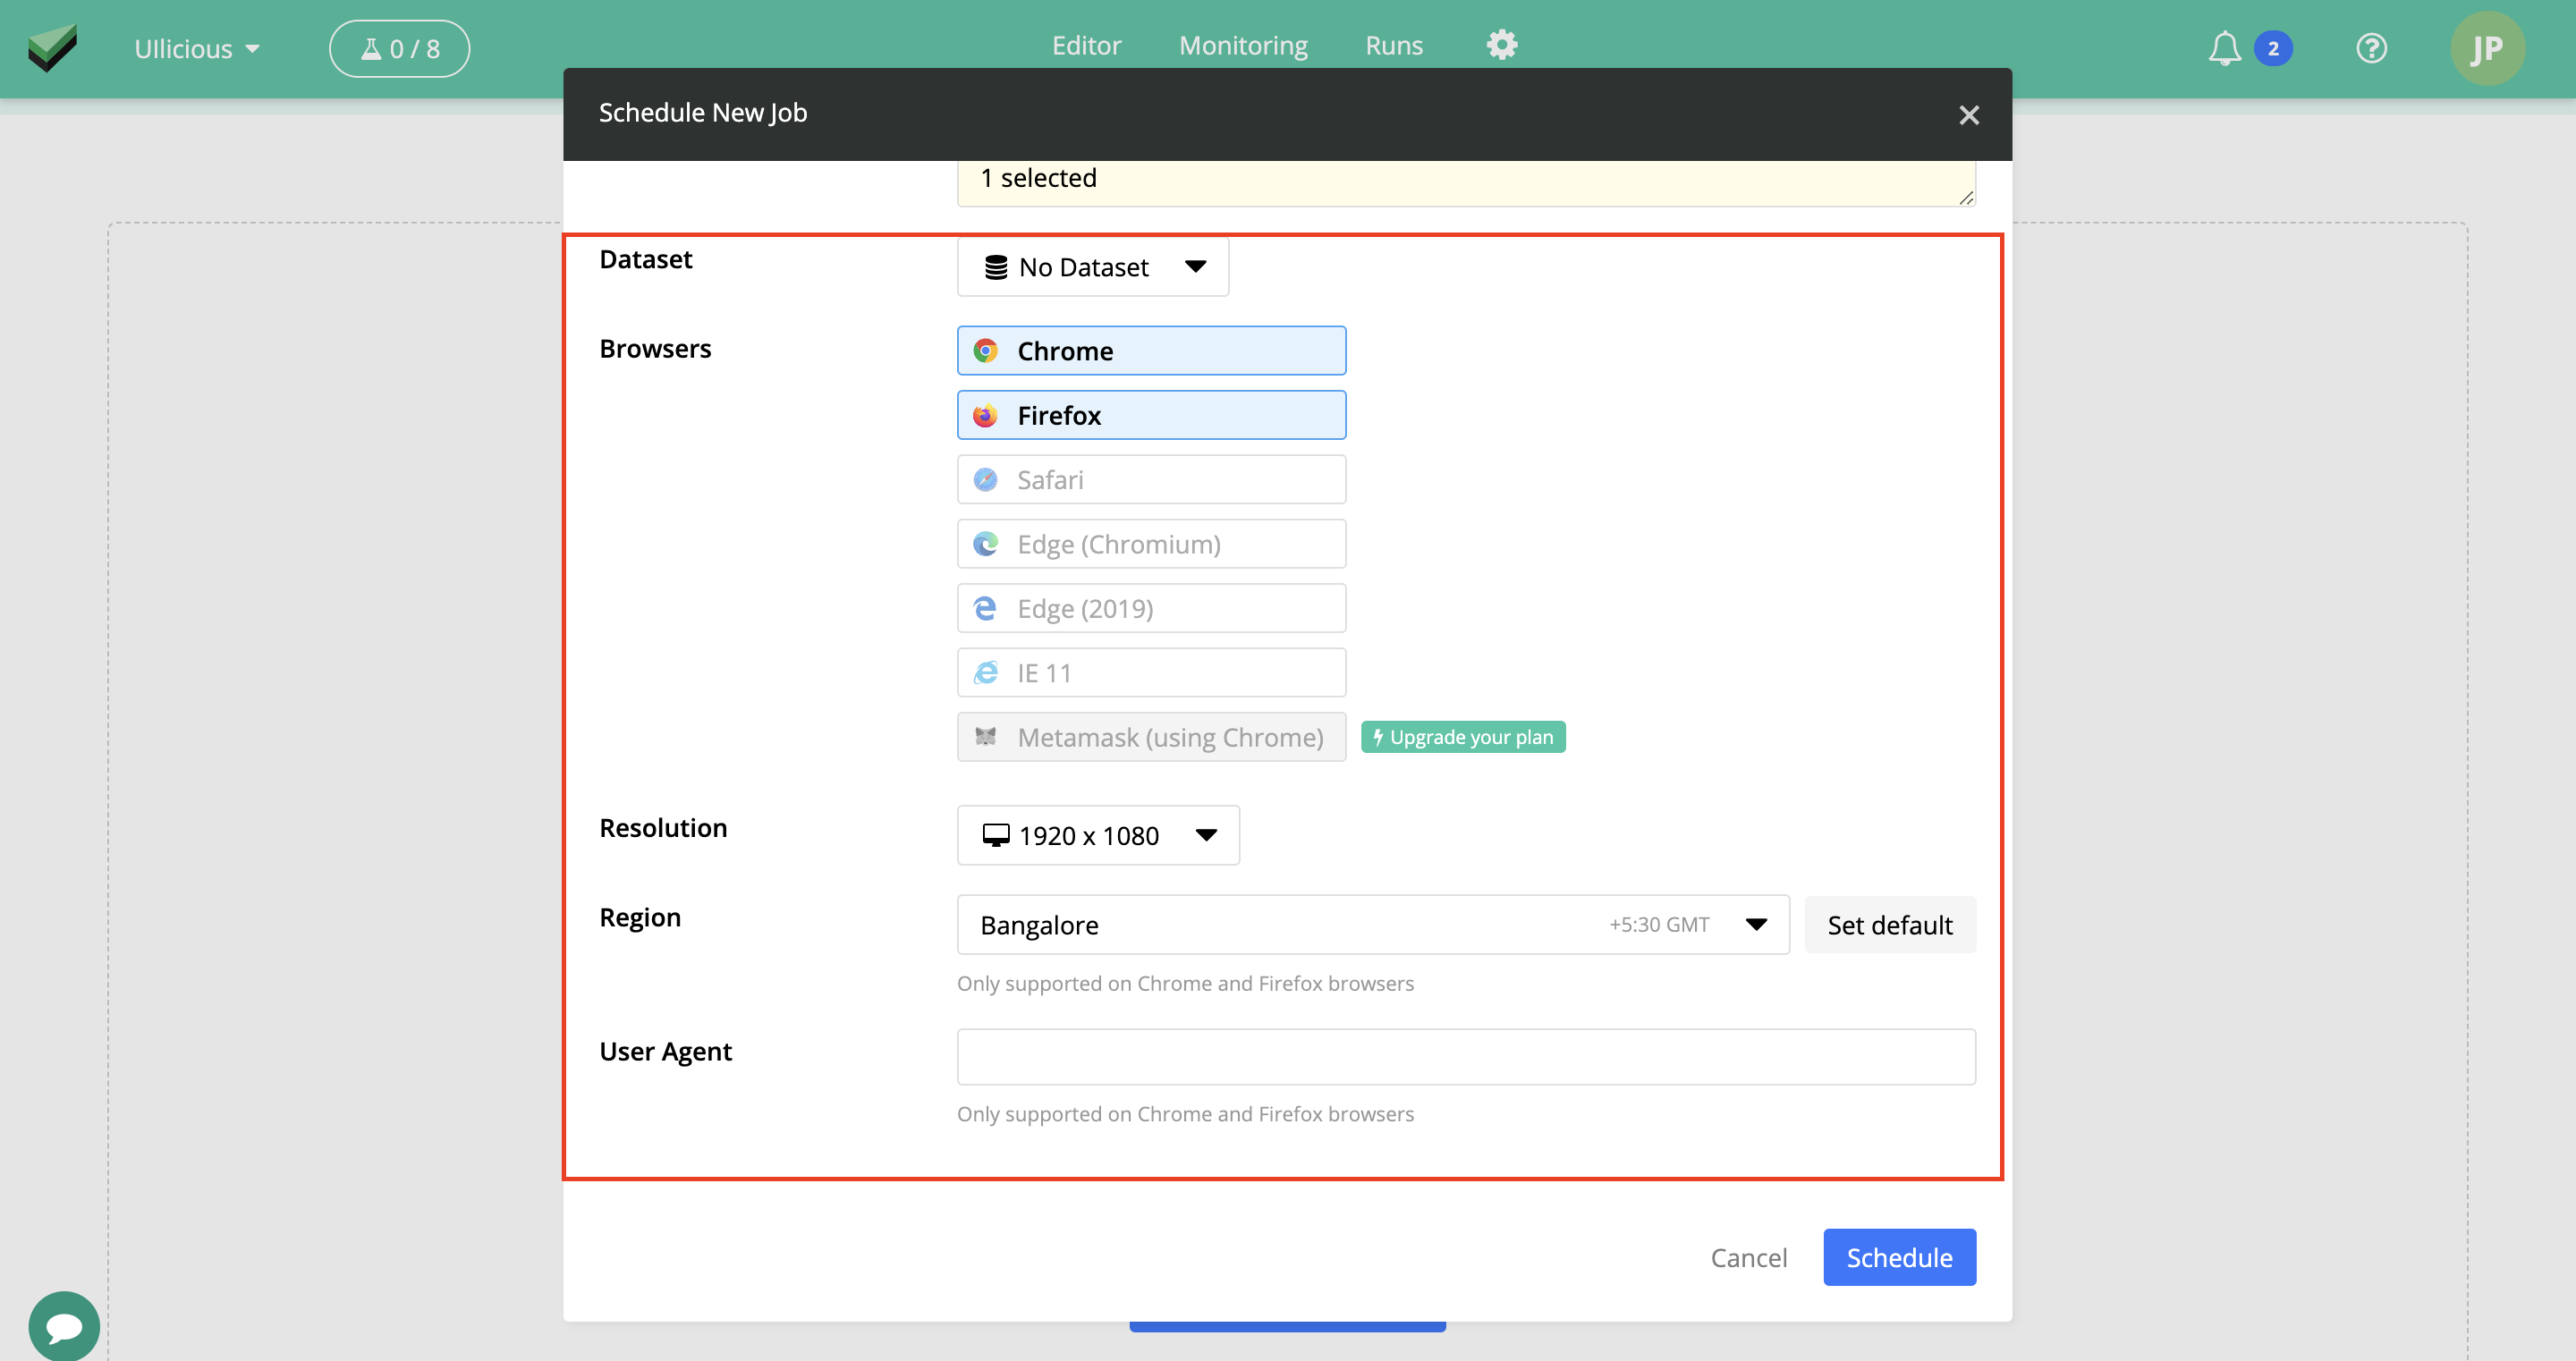 UIlicious
0 / 8
Editor
Monitoring
Runs
2
JP
Schedule New Job
1 selected
Dataset
No Dataset
Browsers
Chrome
Firefox
Safari
Edge (Chromium)
Edge (2019)
IE 11
Metamask (using Chrome)
Upgrade your plan
Resolution
1920 x 1080
Region
Bangalore
+5:30 GMT
Set default
Only supported on Chrome and Firefox browsers
User Agent
Only supported on Chrome and Firefox browsers
Cancel
Schedule